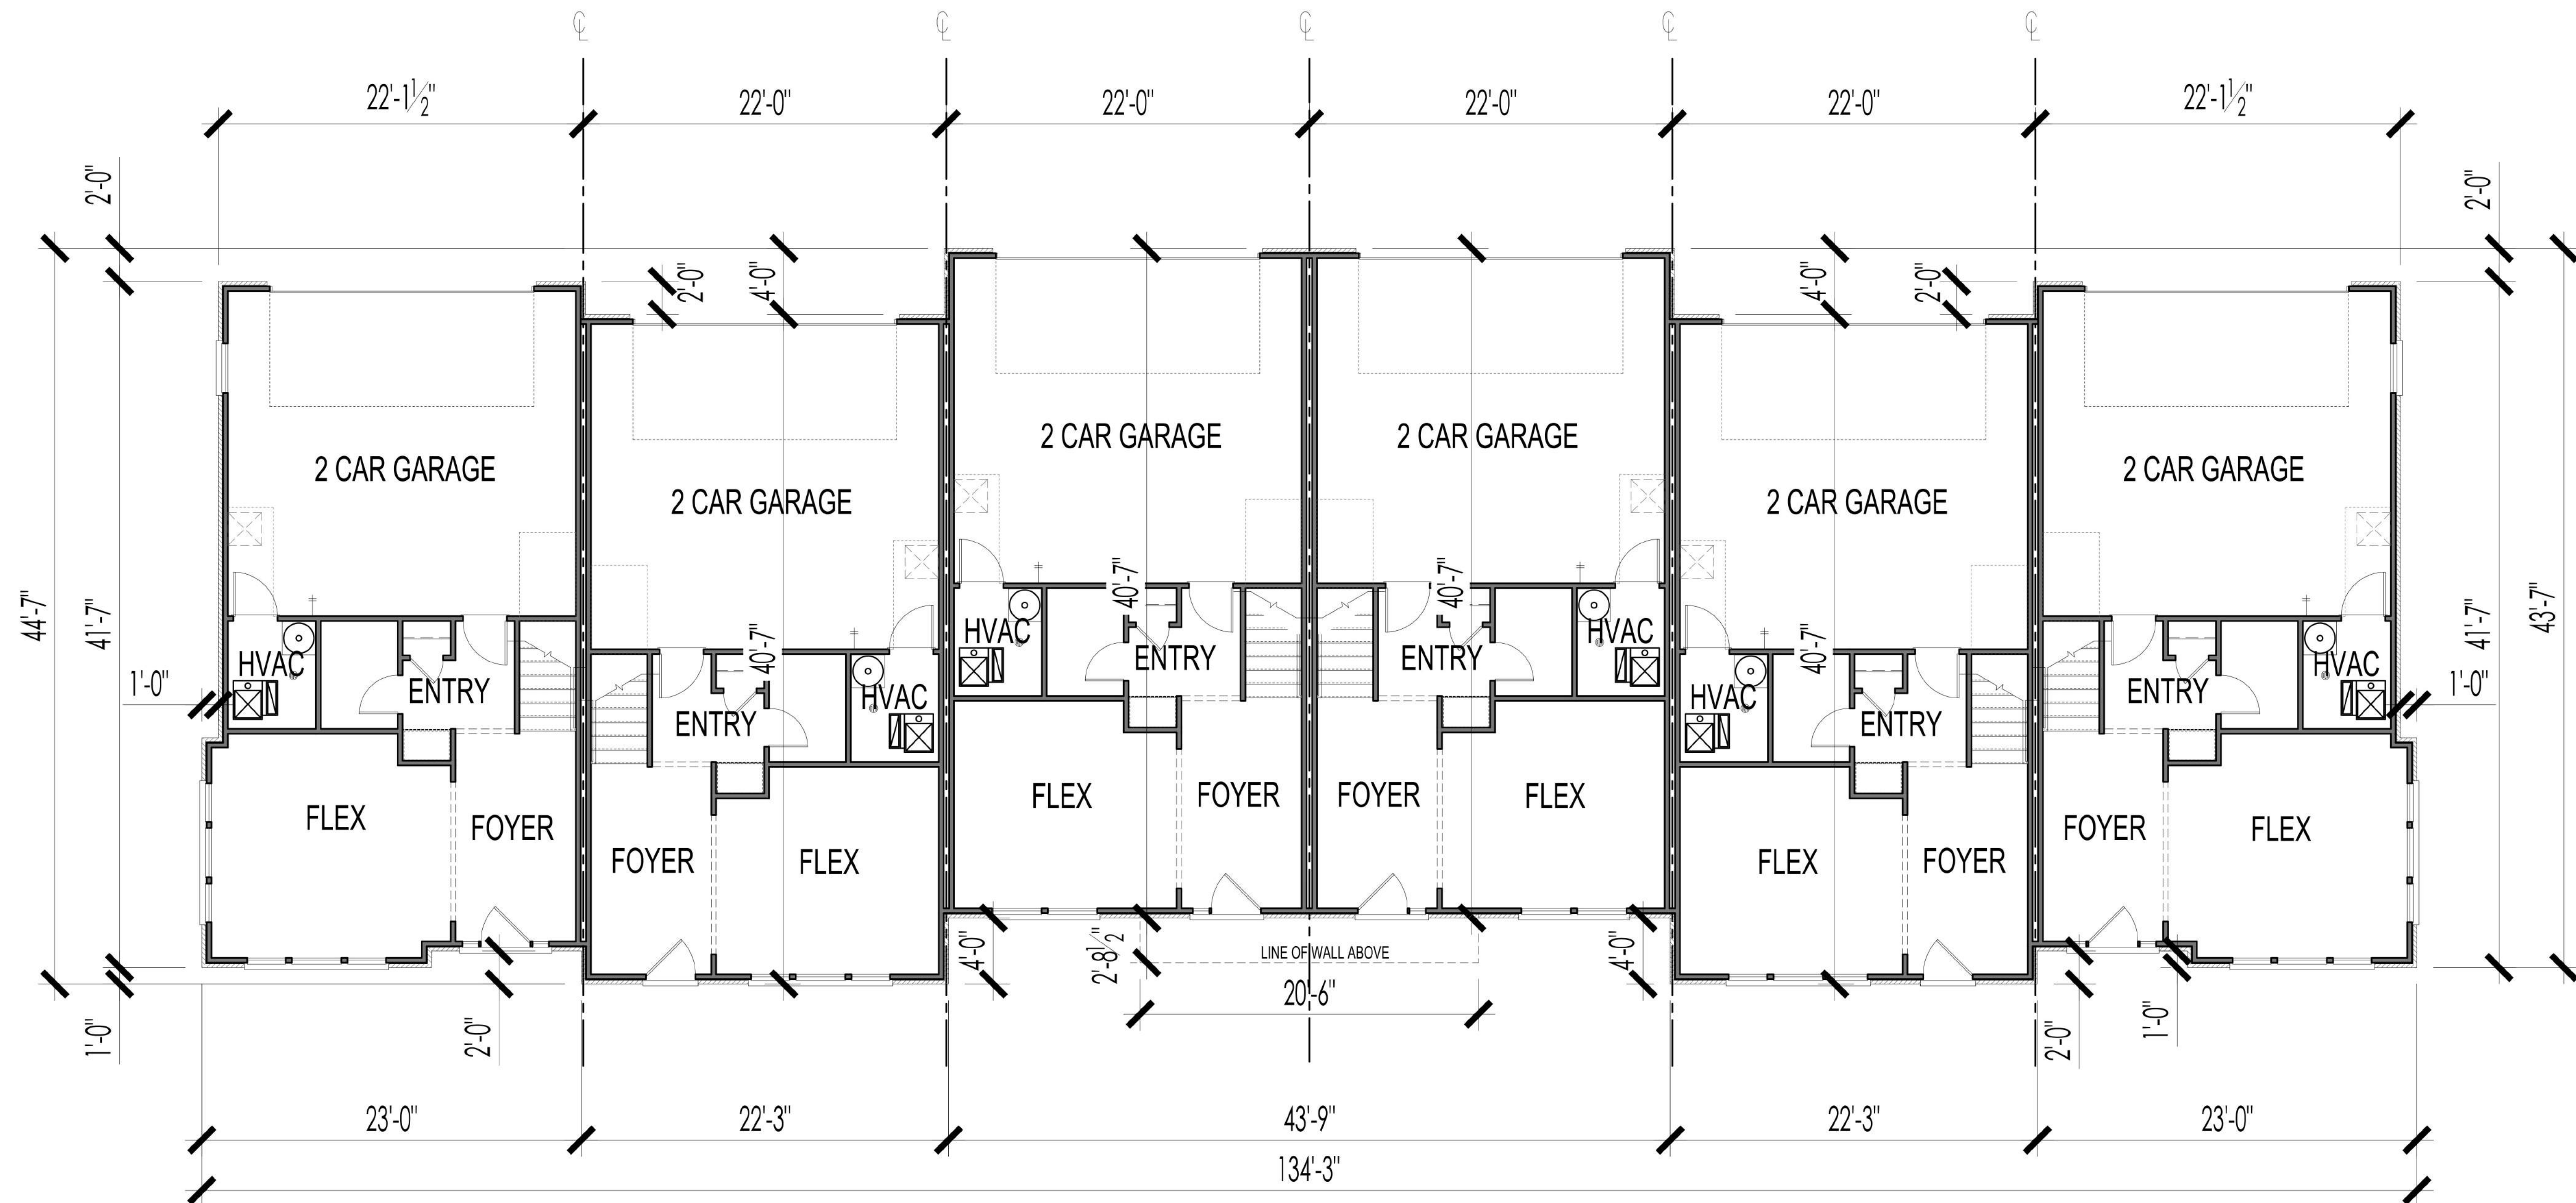 ℄ ℄ ℄ ℄ ℄
22'-1½" 22'-0" 22'-0" 22'-0" 22'-0" 22'-1½"
2'-0"
2'-0"
2'-0"
4'-0"
4'-0"
2'-0"
2 CAR GARAGE
2 CAR GARAGE
2 CAR GARAGE
2 CAR GARAGE
2 CAR GARAGE
2 CAR GARAGE
44'-7"
41'-7"
40'-7"
40'-7"
40'-7"
40'-7"
41'-7"
43'-7"
HVAC
ENTRY
ENTRY
HVAC
HVAC
ENTRY
ENTRY
HVAC
HVAC
ENTRY
ENTRY
HVAC
1'-0"
1'-0"
FLEX
FOYER
FOYER
FLEX
FLEX
FOYER
FOYER
FLEX
FLEX
FOYER
FOYER
FLEX
4'-0"
2'-8½"
LINE OF WALL ABOVE
4'-0"
20'-6"
1'-0"
2'-0"
2'-0"
1'-0"
23'-0" 22'-3" 43'-9" 22'-3" 23'-0"
134'-3"